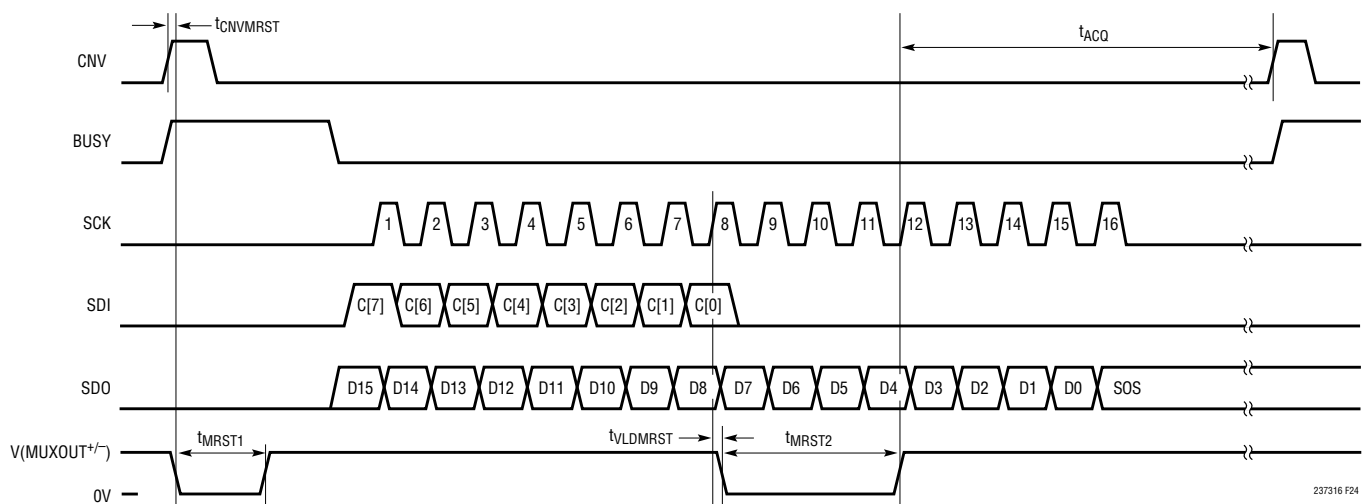 tCNVMRST
tACQ
CNV
BUSY
SCK
1 2 3 4 5 6 7 8 9 10 11 12 13 14 15 16
SDI
C[7] C[6] C[5] C[4] C[3] C[2] C[1] C[0]
SDO
D15 D14 D13 D12 D11 D10 D9 D8 D7 D6 D5 D4 D3 D2 D1 D0 SOS
V(MUXOUT+/–)
tMRST1
tVLDMRST
tMRST2
0V
237316 F24